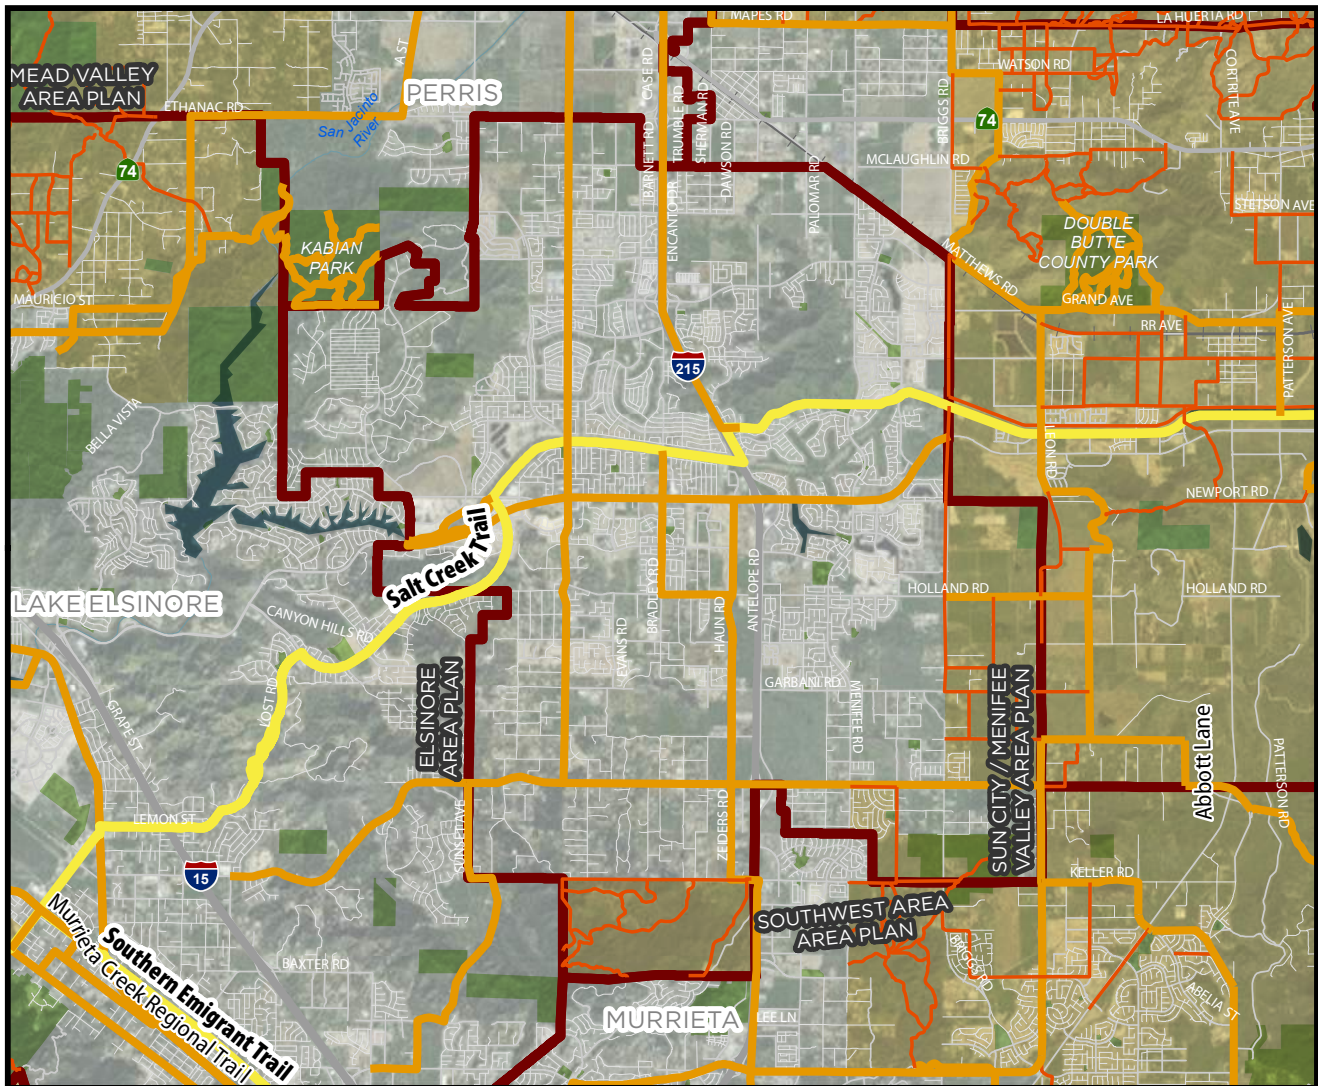 MAPES RD
LA HUERTA RD
A ST
CASE RD
WATSON RD
CORTRITE AVE
MEAD VALLEY
AREA PLAN
PERRIS
ETHANAC RD
San Jacinto
River
TRUMBLE RD
SHERMAN RD
BRIGGS RD
74
BARNETT RD
DAWSON RD
MCLAUGHLIN RD
74
PALOMAR RD
ENCANTO DR
STETSON AVE
KABIAN
PARK
DOUBLE
BUTTE
COUNTY PARK
MATTHEWS RD
MAURICIO ST
GRAND AVE
RR AVE
PATTERSON AVE
215
BELLA VISTA
LEON RD
NEWPORT RD
Salt Creek Trail
LAKE ELSINORE
CANYON HILLS RD
BRADLEY RD
HAUN RD
ANTELOPE RD
HOLLAND RD
HOLLAND RD
EVANS RD
LOST RD
GRAPE ST
ELSINORE
AREA PLAN
GARBANI RD
MENIFEE RD
SUN CITY // MENIFEE
VALLEY AREA PLAN
Abbott Lane
PATTERSON RD
LEMON ST
SUNSET AVE
ZEIDERS RD
15
KELLER RD
SOUTHWEST AREA
AREA PLAN
Murrieta Creek Regional Trail
Southern Emigrant Trail
BAXTER RD
BRIGGS RD
ABELIA ST
MURRIETA
LEE LN